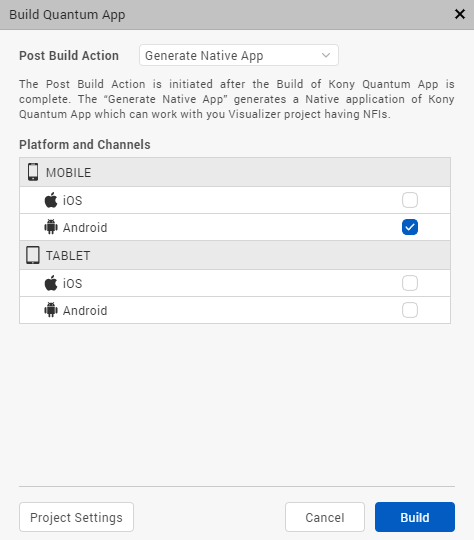 Build Quantum App
Post Build Action Generate Native App
The Post Build Action is initiated after the Build of Kony Quantum App is
complete. The “Generate Native App” generates a Native application of Kony
Quantum App which can work with you Visualizer project having NFIs.
Platform and Channels
MOBILE
iOS
Android
TABLET
iOS
Android
Project Settings Cancel Build